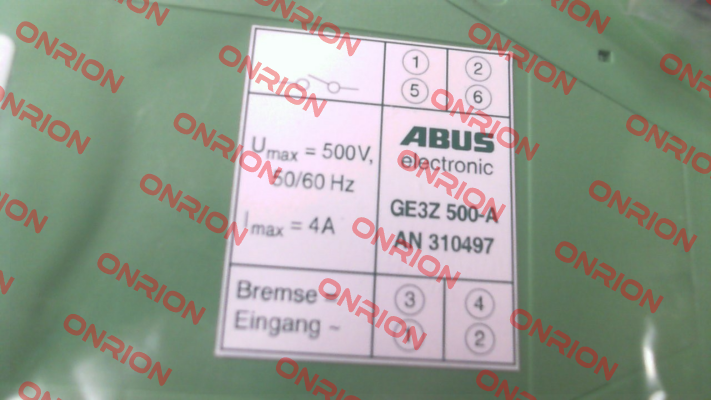 1 2
5 6
Umax = 500V,
50/60 Hz
Imax = 4A
ABUS
electronic
GE3Z 500-A
AN 310497
Bremse =
Eingang ~
3 4
1 2
ONRION